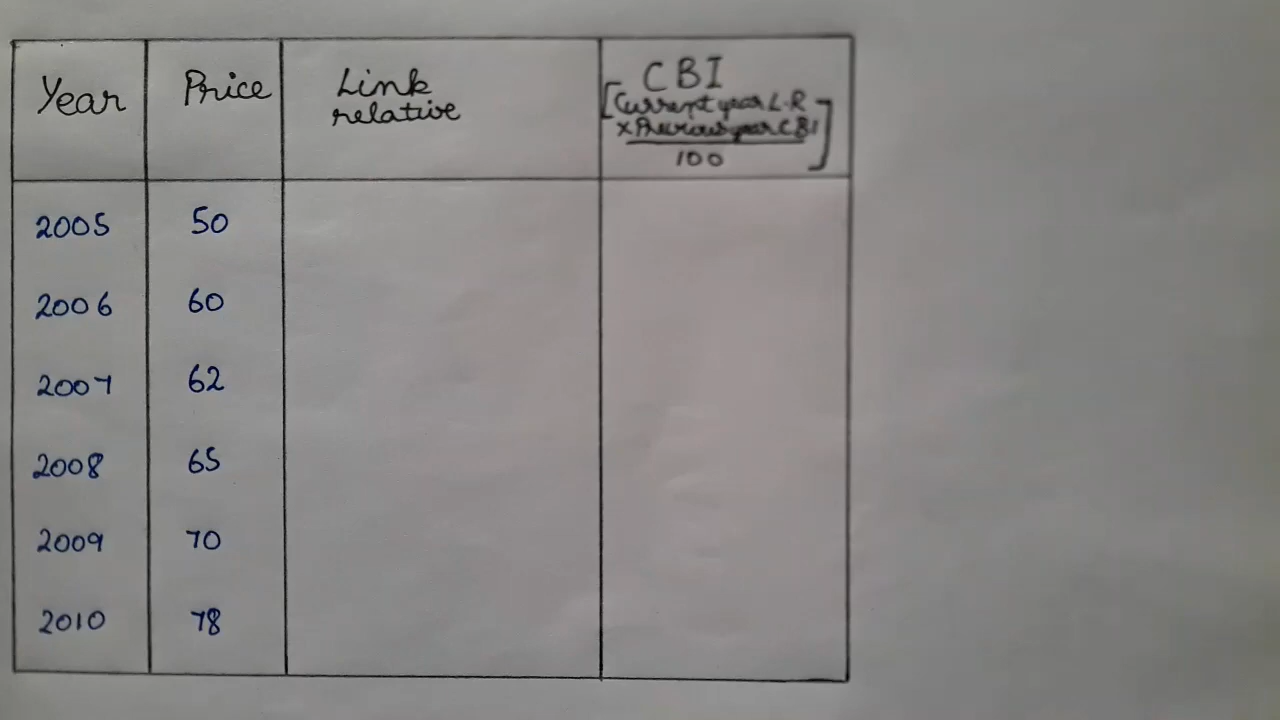 Year Price Link relative CBI
[Current year L.R
× Previous year CBI]
100
2005 50
2006 60
2007 62
2008 65
2009 70
2010 78